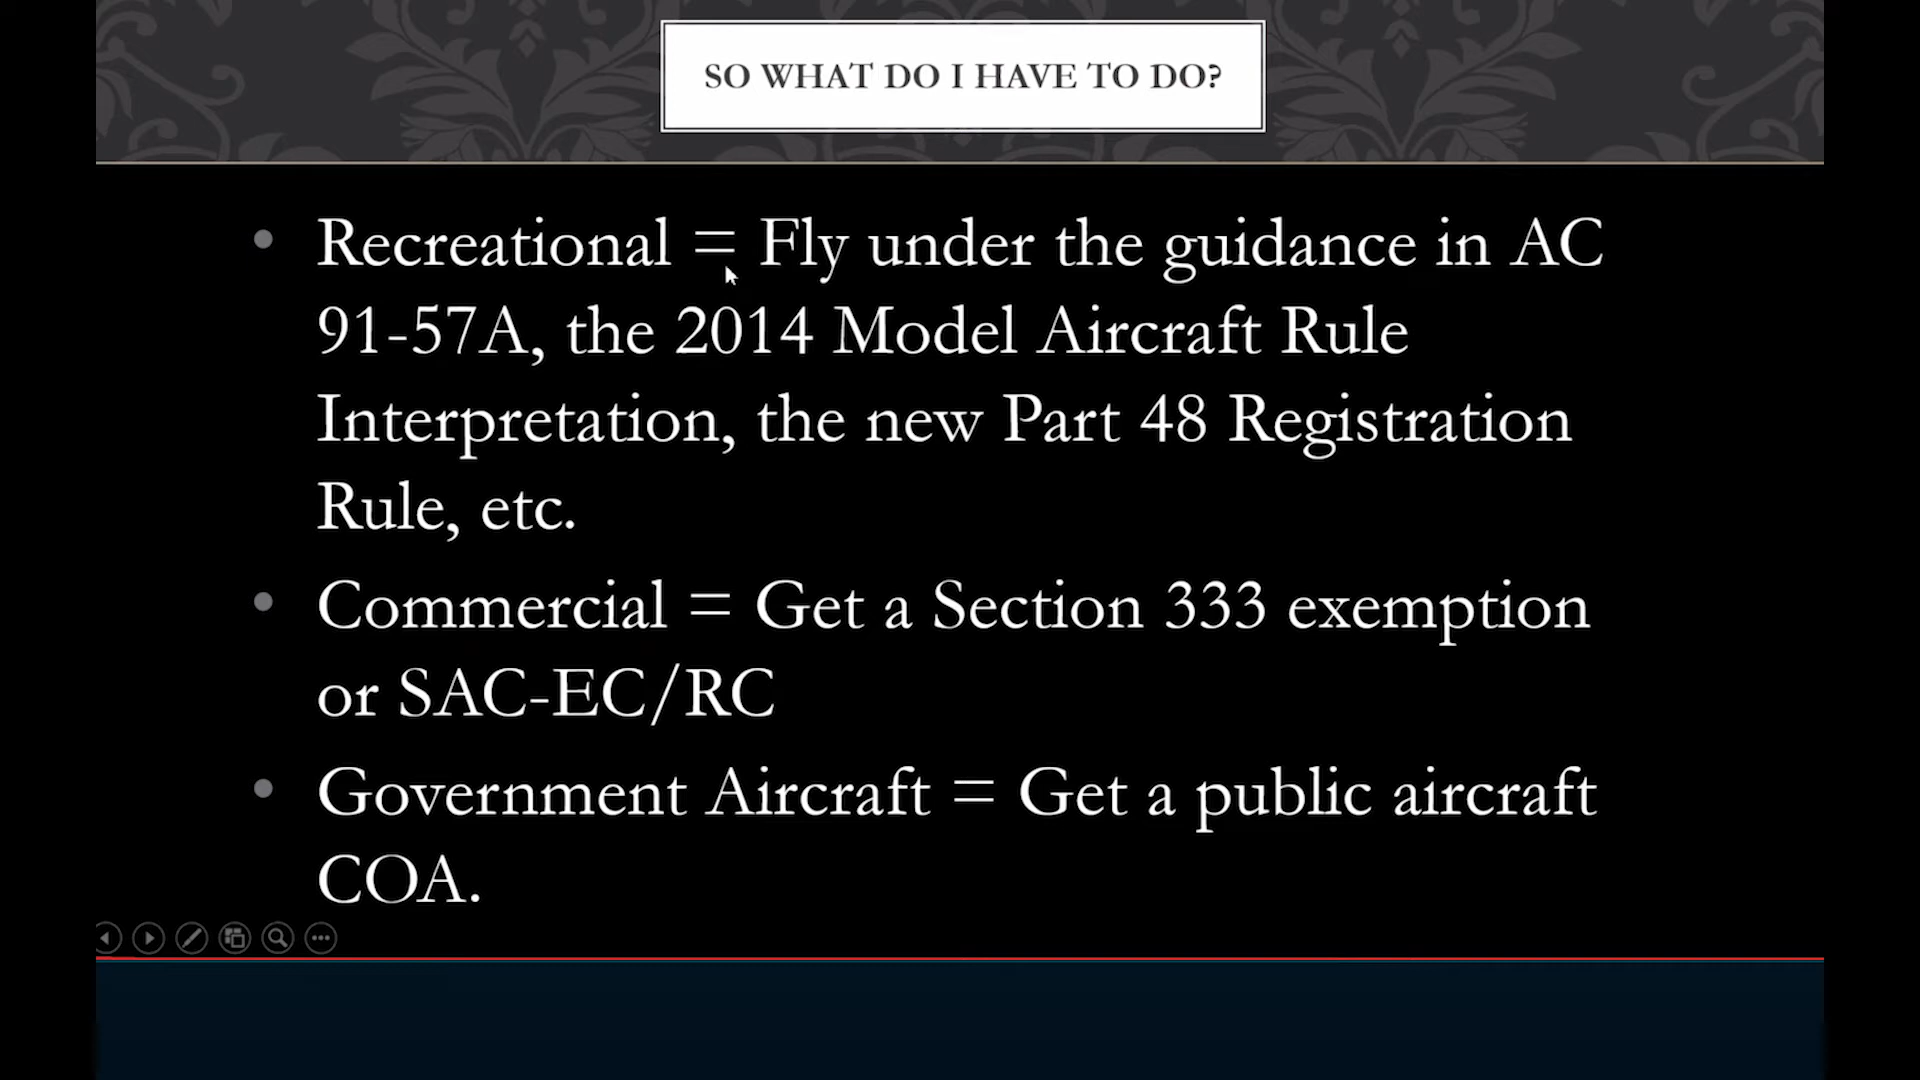 SO WHAT DO I HAVE TO DO?
• Recreational = Fly under the guidance in AC
91-57A, the 2014 Model Aircraft Rule
Interpretation, the new Part 48 Registration
Rule, etc.
• Commercial = Get a Section 333 exemption
or SAC-EC/RC
• Government Aircraft = Get a public aircraft
COA.